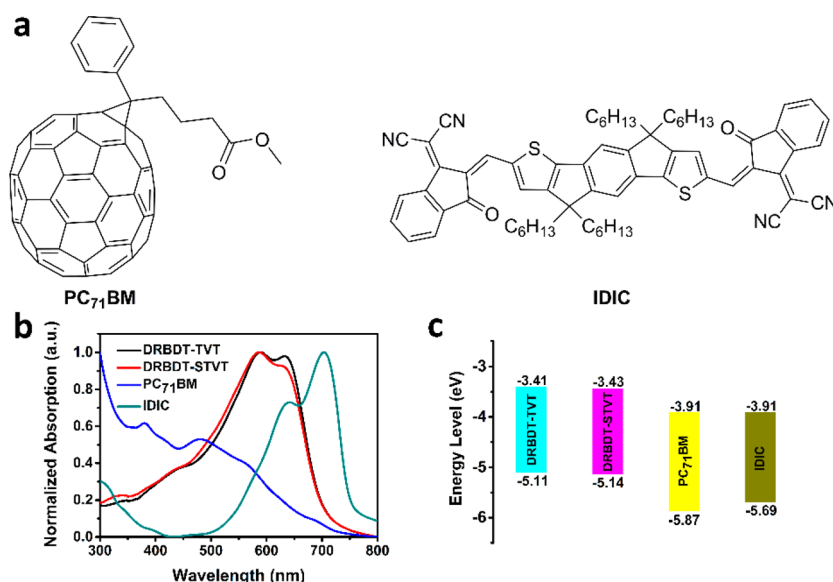 a
PC71BM
NC
CN
O
O
C6H13
C6H13
S
O
C6H13
C6H13
S
O
NC
CN
IDIC
b
Normalized Absorption (a.u.)
1.0
0.8
0.6
0.4
0.2
0.0
DRBDT-TVT
DRBDT-STVT
PC71BM
IDIC
300 400 500 600 700 800
Wavelength (nm)
c
Energy Level (eV)
-3
-4
-5
-6
-3.41
DRBDT-TVT
-5.11
-3.43
DRBDT-STVT
-5.14
-3.91
PC71BM
-5.87
-3.91
IDIC
-5.69